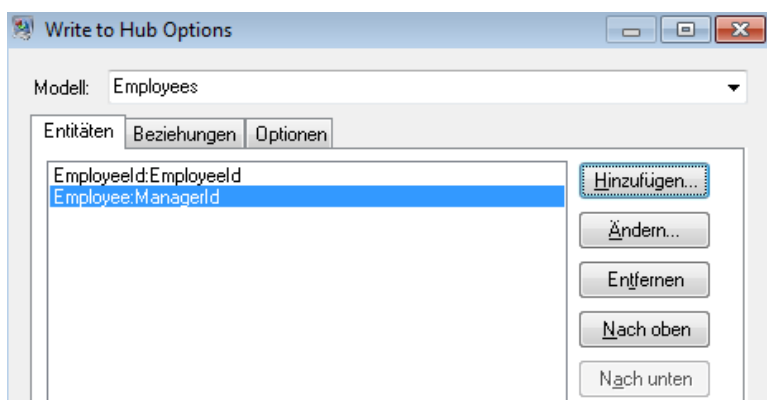 Write to Hub Options
Modell: Employees
Entitäten Beziehungen Optionen
EmployeeId:EmployeeId
Employee:ManagerId
Hinzufügen...
Ändern...
Entfernen
Nach oben
Nach unten